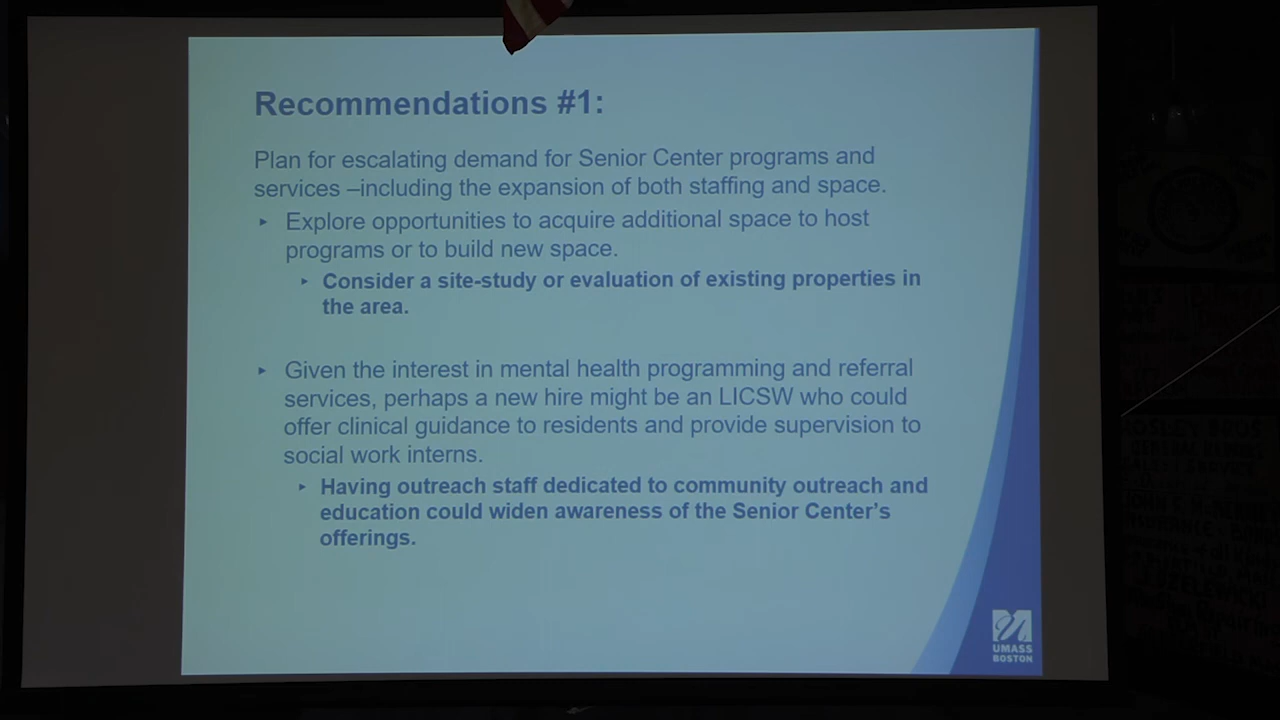 Recommendations #1:
Plan for escalating demand for Senior Center programs and
services –including the expansion of both staffing and space.
▸ Explore opportunities to acquire additional space to host
programs or to build new space.
▸ Consider a site-study or evaluation of existing properties in
the area.
▸ Given the interest in mental health programming and referral
services, perhaps a new hire might be an LICSW who could
offer clinical guidance to residents and provide supervision to
social work interns.
▸ Having outreach staff dedicated to community outreach and
education could widen awareness of the Senior Center's
offerings.
UMASS
BOSTON